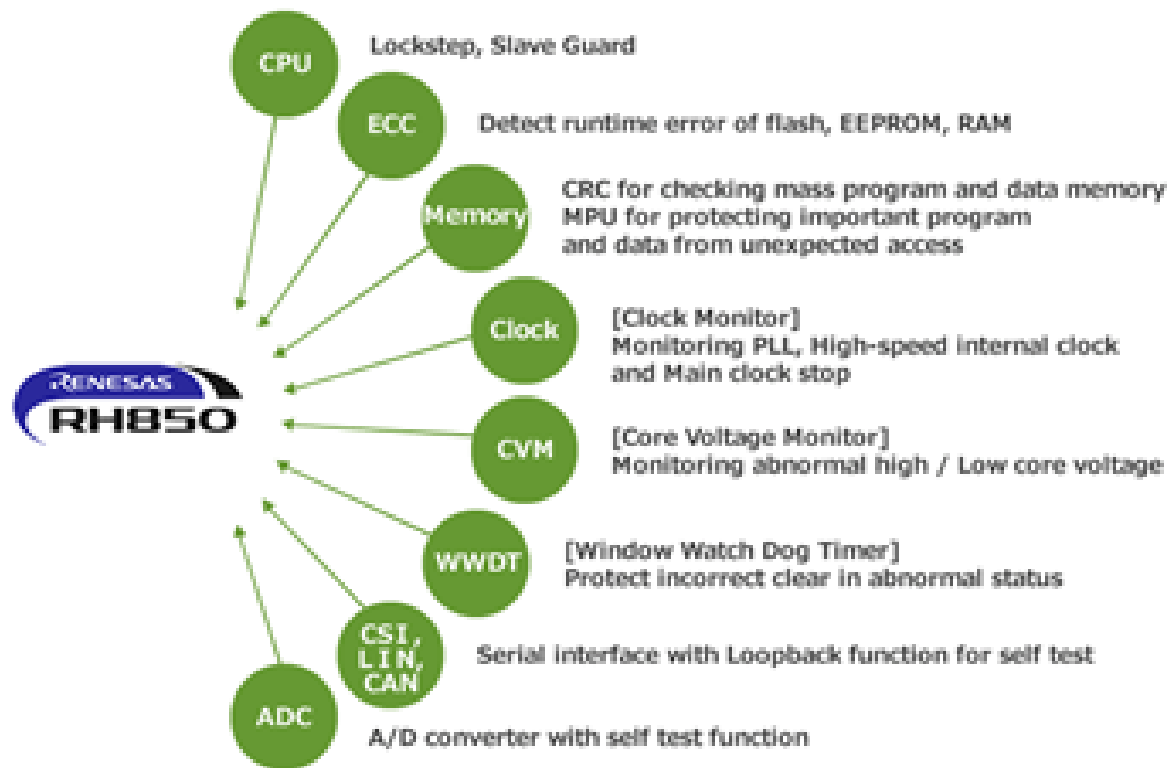 CPU
Lockstep, Slave Guard
ECC
Detect runtime error of flash, EEPROM, RAM
Memory
CRC for checking mass program and data memory
MPU for protecting important program
and data from unexpected access
Clock
[Clock Monitor]
Monitoring PLL, High-speed internal clock
and Main clock stop
RENESAS
RH850
CVM
[Core Voltage Monitor]
Monitoring abnormal high / Low core voltage
WWDT
[Window Watch Dog Timer]
Protect incorrect clear in abnormal status
CSI,
LIN,
CAN
Serial interface with Loopback function for self test
ADC
A/D converter with self test function